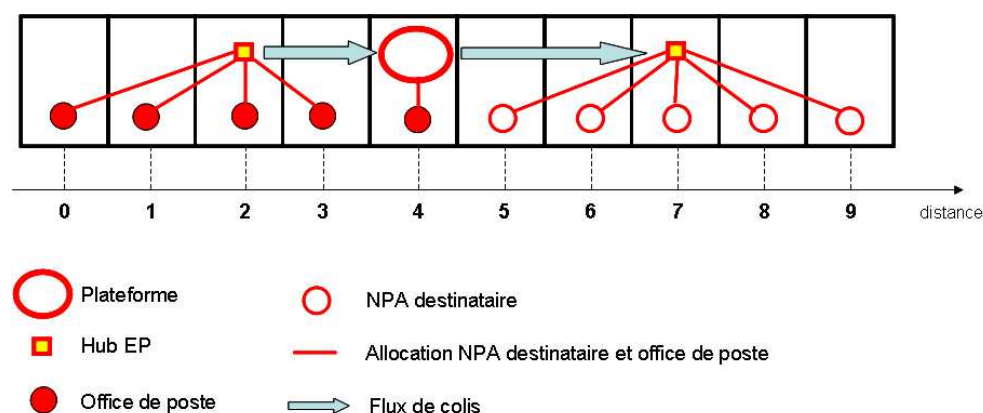 0 1 2 3 4 5 6 7 8 9 distance
Plateforme
NPA destinataire
Hub EP
Allocation NPA destinataire et office de poste
Office de poste
Flux de colis